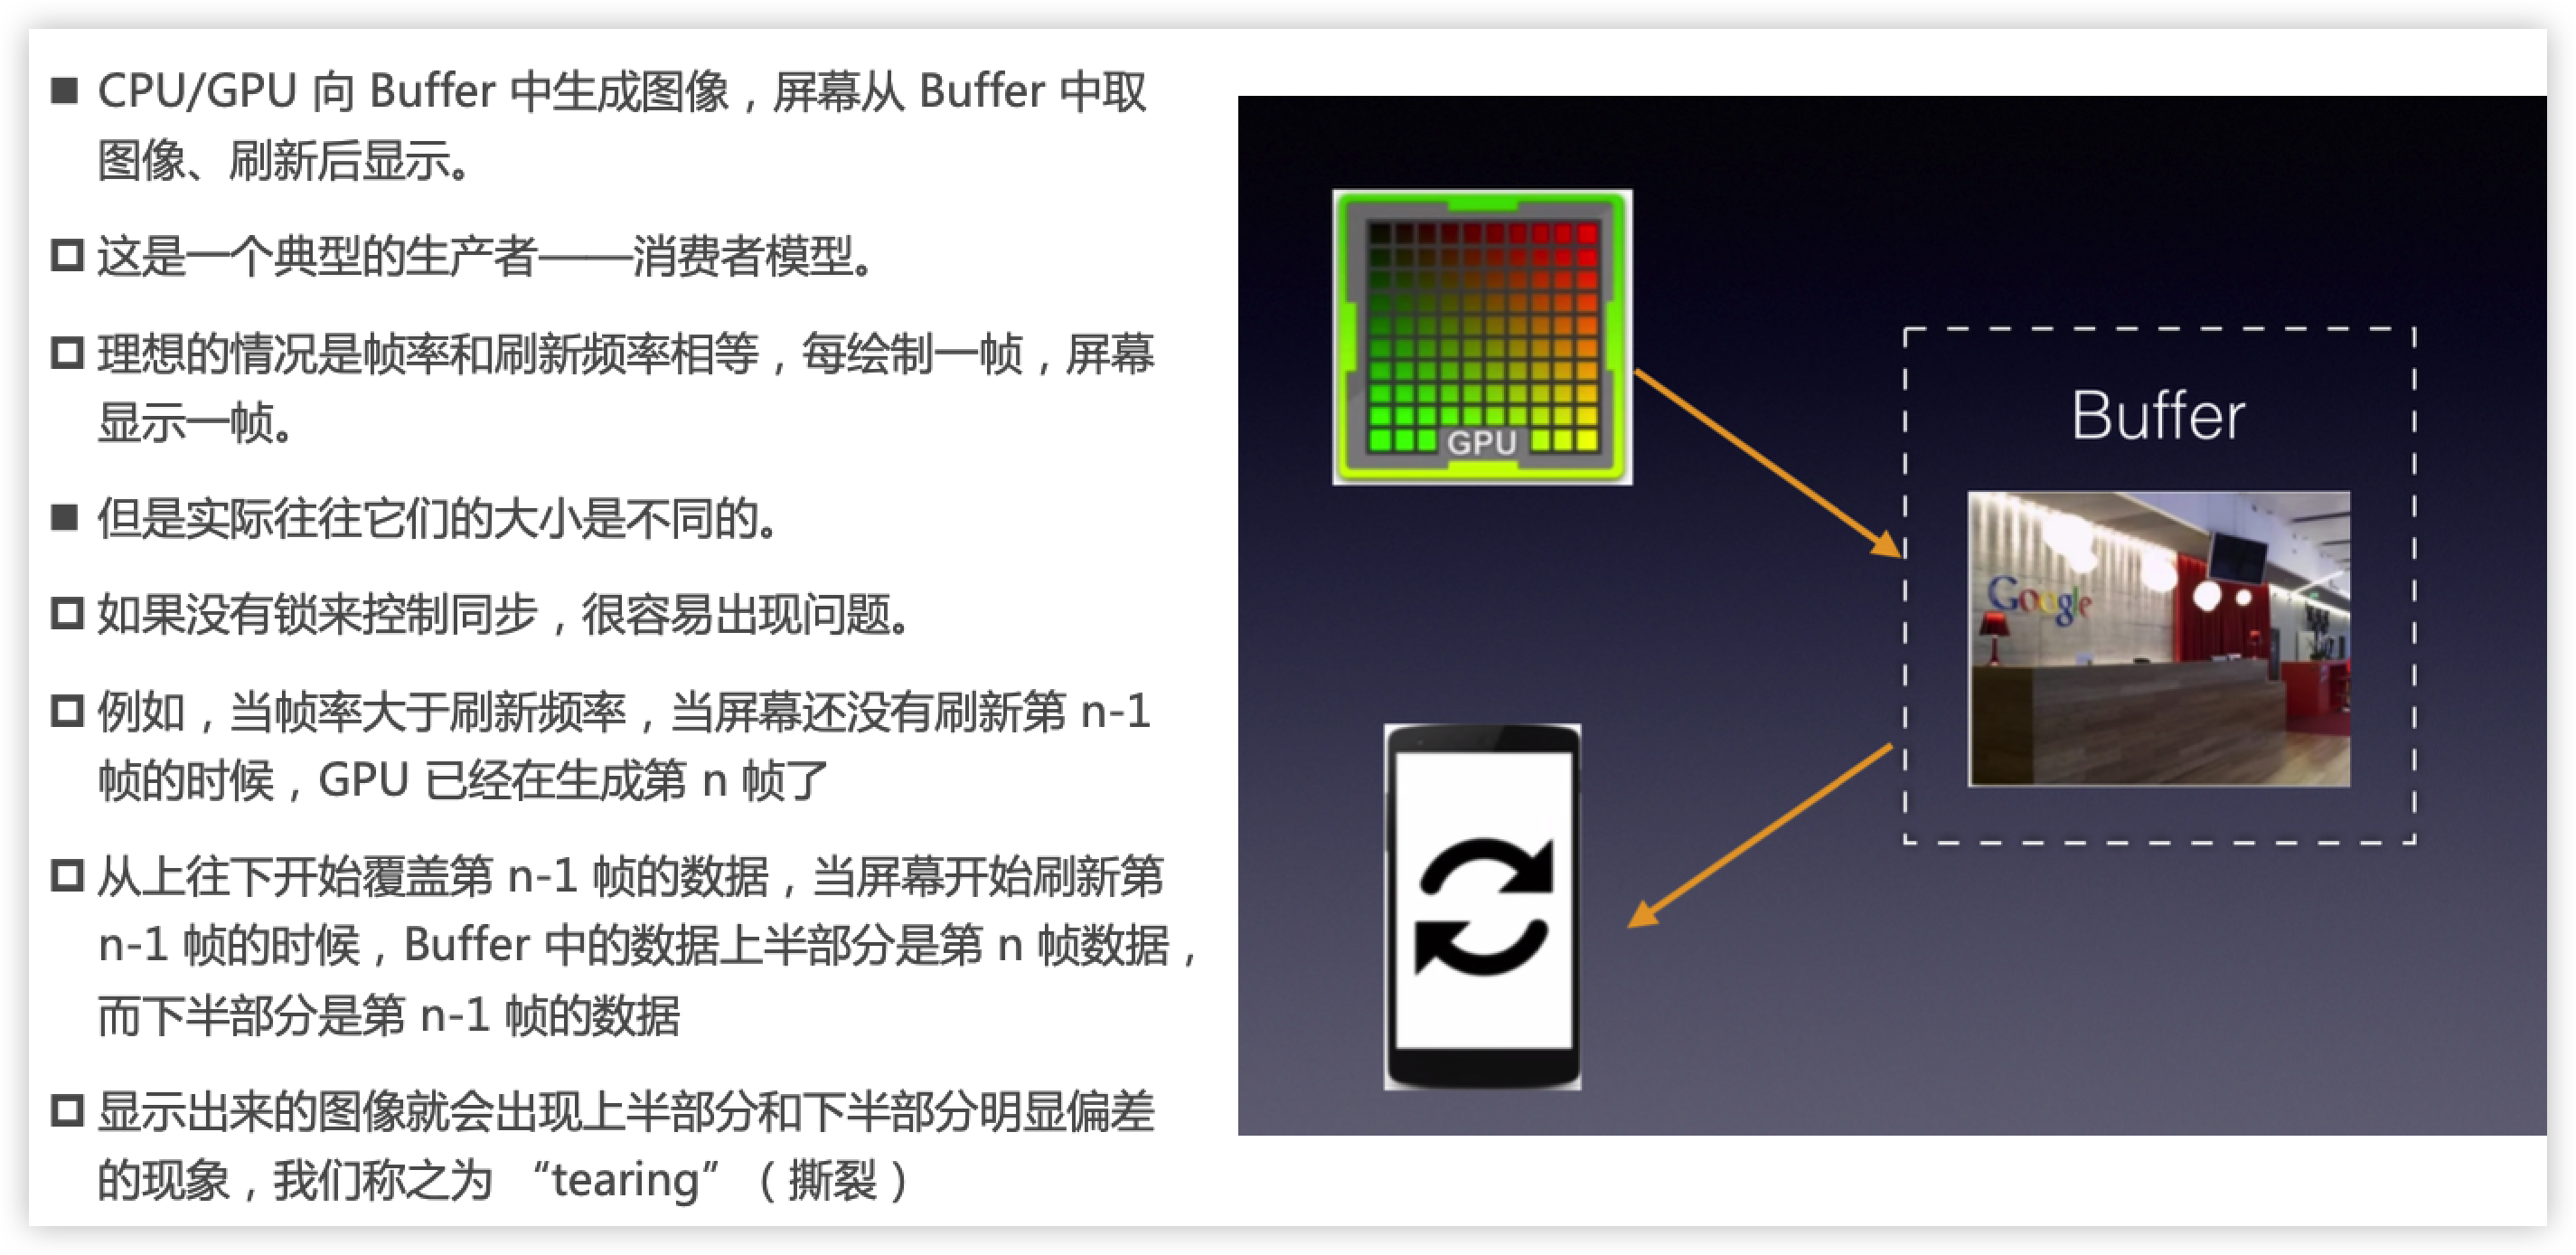 CPU/GPU 向 Buffer 中生成图像，屏幕从 Buffer 中取
图像、刷新后显示。
这是一个典型的生产者——消费者模型。
理想的情况是帧率和刷新频率相等，每绘制一帧，屏幕
显示一帧。
但是实际往往它们的大小是不同的。
如果没有锁来控制同步，很容易出现问题。
例如，当帧率大于刷新频率，当屏幕还没有刷新第 n-1
帧的时候，GPU 已经在生成第 n 帧了
从上往下开始覆盖第 n-1 帧的数据，当屏幕开始刷新第
n-1 帧的时候，Buffer 中的数据上半部分是第 n 帧数据，
而下半部分是第 n-1 帧的数据
显示出来的图像就会出现上半部分和下半部分明显偏差
的现象，我们称之为 “tearing”（撕裂）
GPU
Buffer
Google